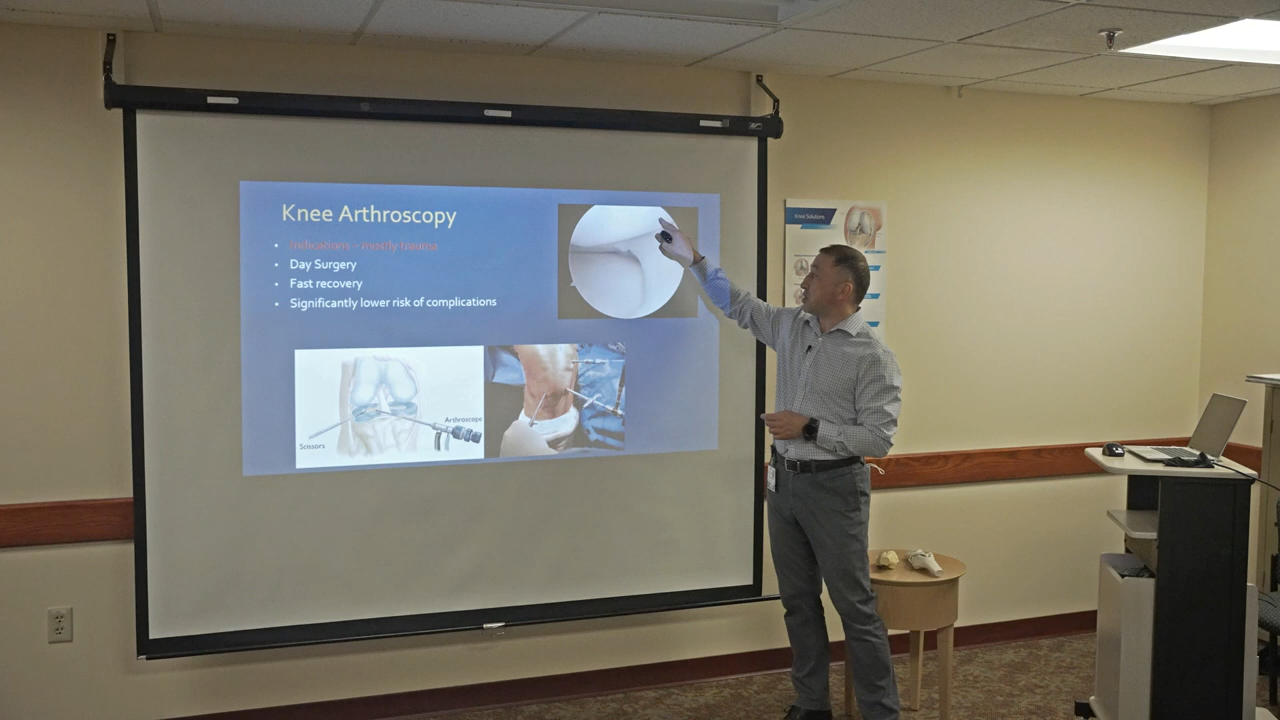 Knee Arthroscopy
• Indications - mostly trauma
• Day Surgery
• Fast recovery
• Significantly lower risk of complications
Arthroscope
Scissors
Knee Solutions